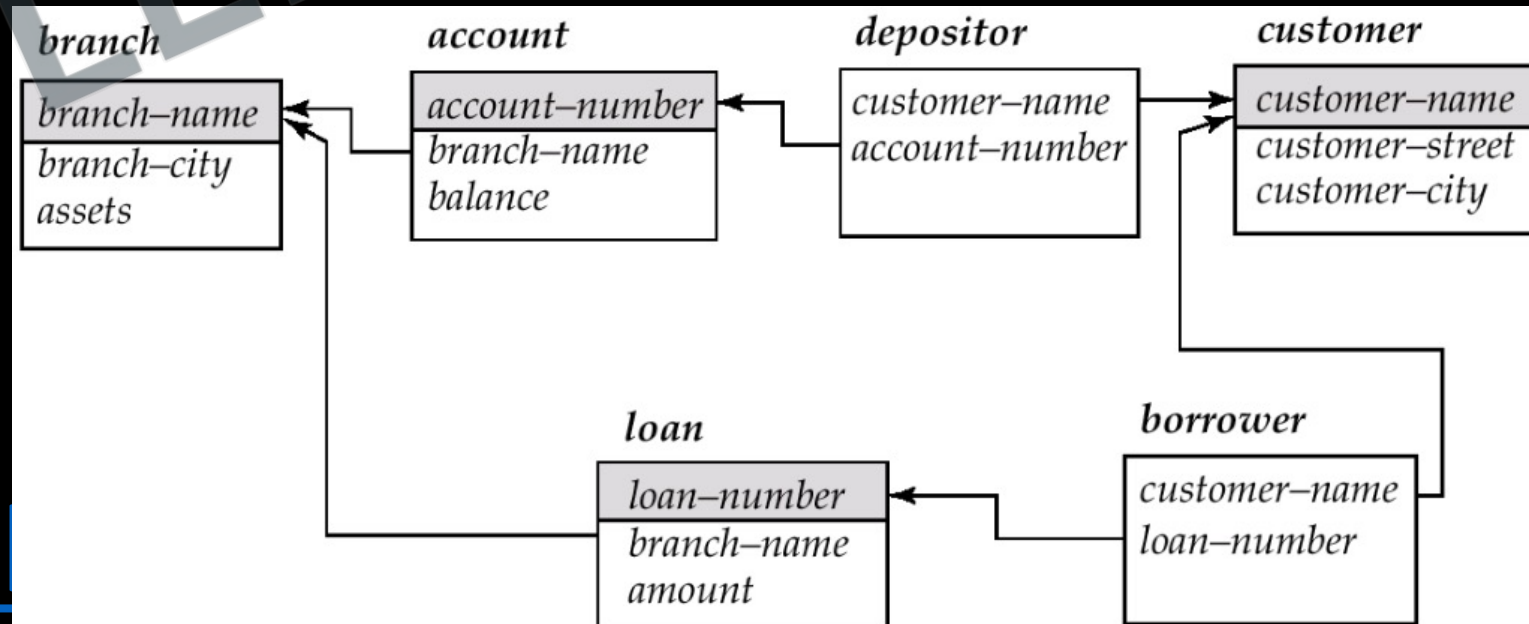 branch
branch–name
branch–city
assets
account
account–number
branch–name
balance
depositor
customer–name
account–number
customer
customer–name
customer–street
customer–city
loan
loan–number
branch–name
amount
borrower
customer–name
loan–number